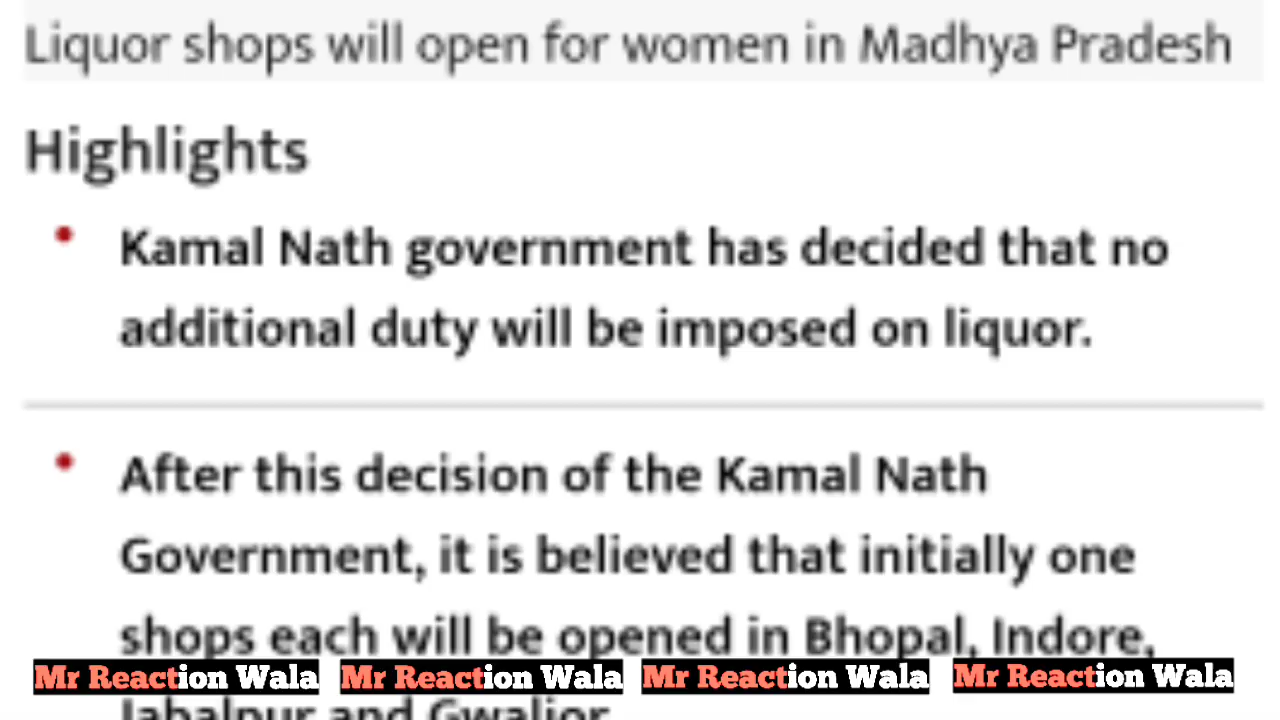 Liquor shops will open for women in Madhya Pradesh
Highlights
Kamal Nath government has decided that no
additional duty will be imposed on liquor.
After this decision of the Kamal Nath
Government, it is believed that initially one
shops each will be opened in Bhopal, Indore,
Mr Reaction Wala Mr Reaction Wala Mr Reaction Wala Mr Reaction Wala
Jabalpur and Gwalior.